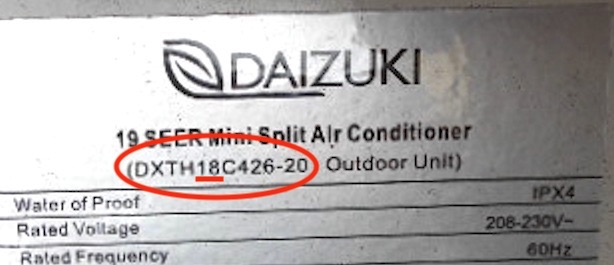 DAIZUKI
19 SEER Mini Split Air Conditioner
(DXTH18C426-20 Outdoor Unit)
Water of Proof IPX4
Rated Voltage 208-230V~
Rated Frequency 60Hz